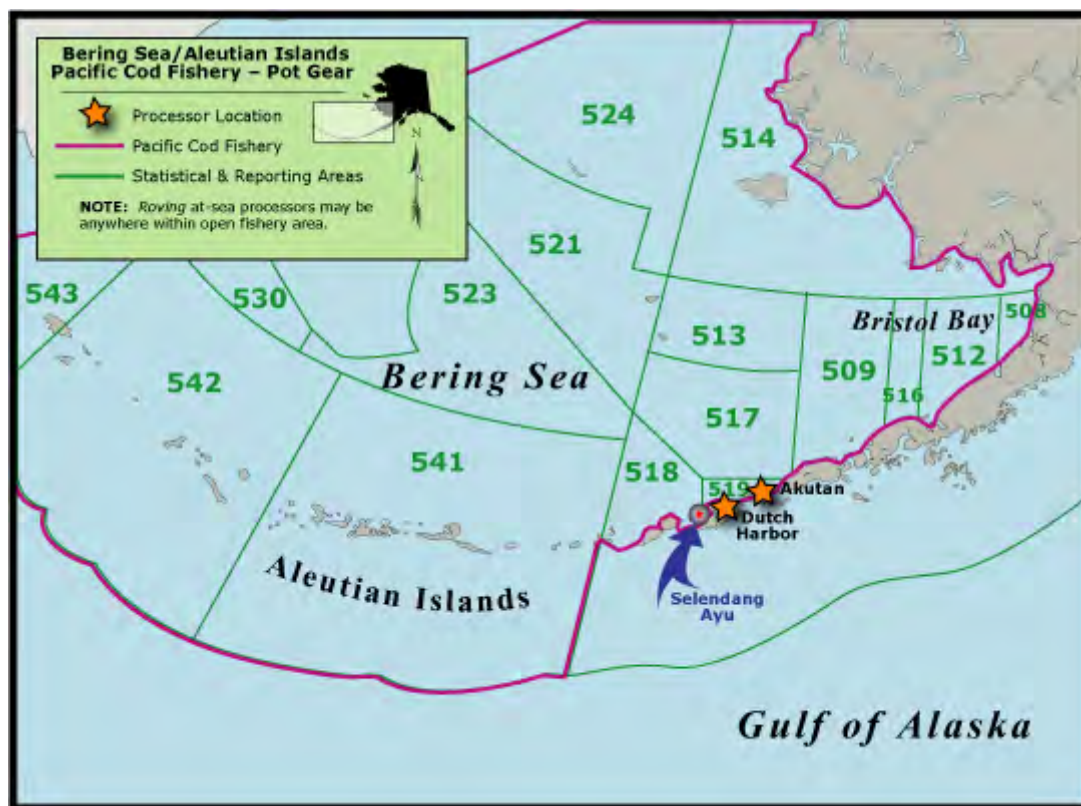 Bering Sea/Aleutian Islands
Pacific Cod Fishery – Pot Gear
Processor Location
Pacific Cod Fishery
Statistical & Reporting Areas
NOTE: Roving at-sea processors may be
anywhere within open fishery area.
N
524
514
521
543
530
523
513
Bristol Bay
508
512
509
516
542
Bering Sea
517
541
518
519
Akutan
Dutch
Harbor
Aleutian Islands
Selendang
Ayu
Gulf of Alaska